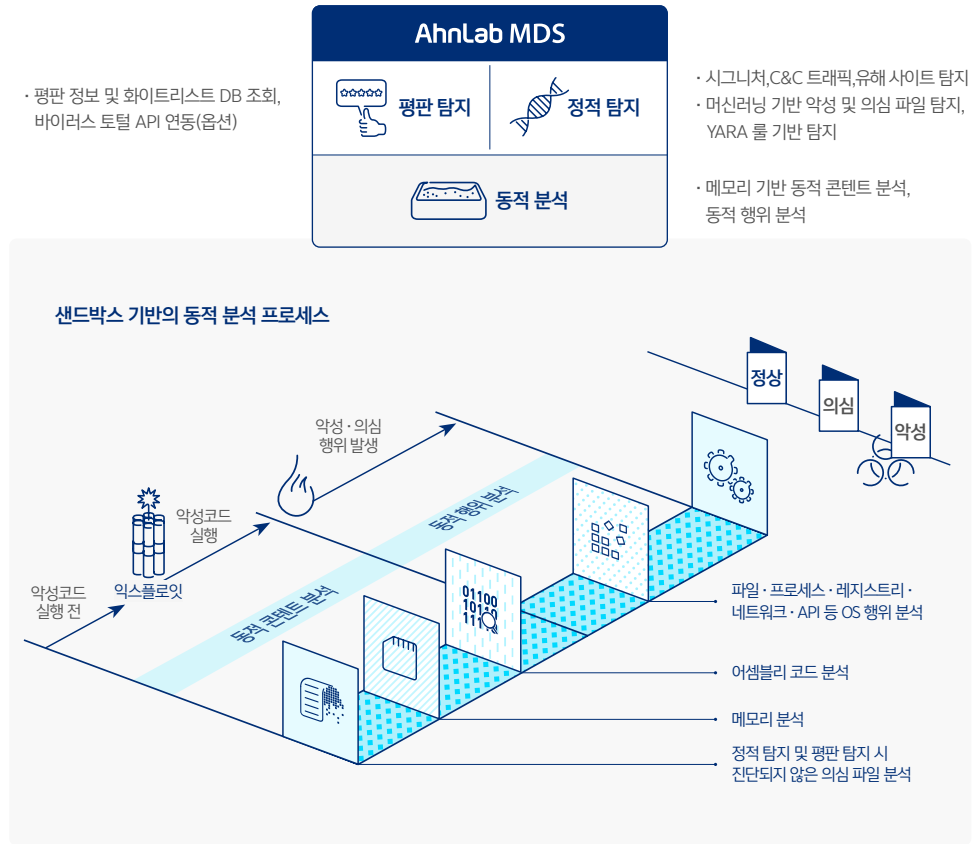 AhnLab MDS
· 평판 정보 및 화이트리스트 DB 조회,
바이러스 토털 API 연동(옵션)
평판 탐지
정적 탐지
· 시그니처,C&C 트래픽,유해 사이트 탐지
· 머신러닝 기반 악성 및 의심 파일 탐지,
YARA 룰 기반 탐지
동적 분석
· 메모리 기반 동적 콘텐트 분석,
동적 행위 분석
샌드박스 기반의 동적 분석 프로세스
정상
의심
악성
악성 · 의심
행위 발생
악성코드
실행
익스플로잇
악성코드
실행 전
동적 행위 분석
동적 콘텐트 분석
01100
10110
111
파일 · 프로세스 · 레지스트리 ·
네트워크 · API 등 OS 행위 분석
어셈블리 코드 분석
메모리 분석
정적 탐지 및 평판 탐지 시
진단되지 않은 의심 파일 분석